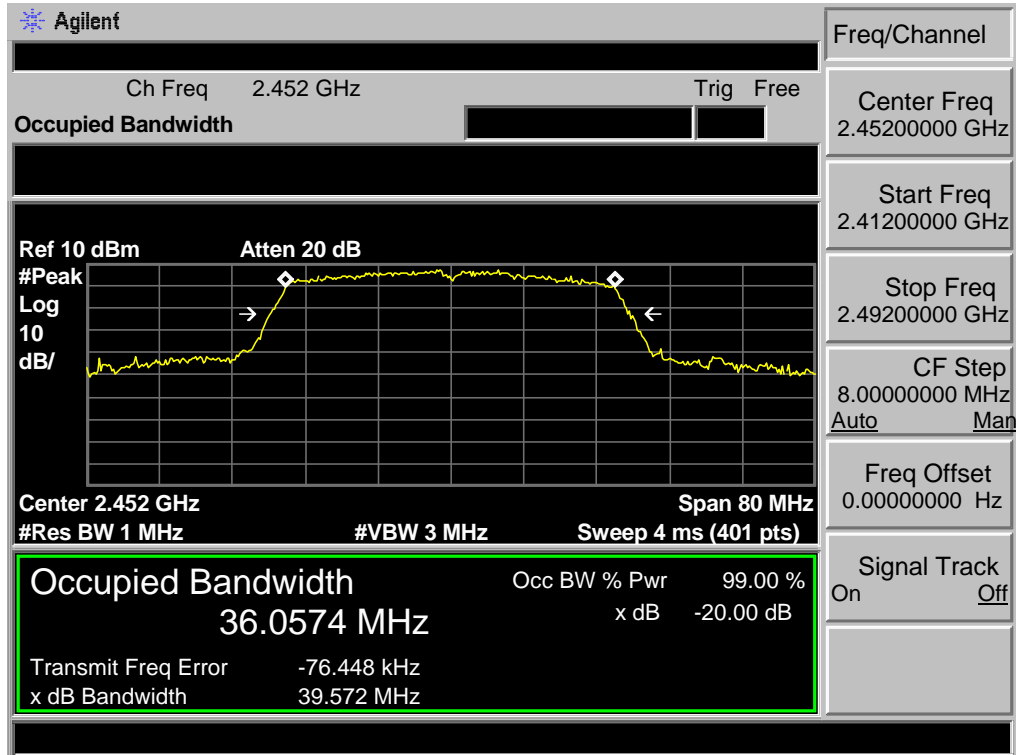 Agilent
Freq/Channel
Ch Freq 2.452 GHz Trig Free
Occupied Bandwidth
Center Freq
2.45200000 GHz
Start Freq
2.41200000 GHz
Ref 10 dBm Atten 20 dB
#Peak
Log
10
dB/
Stop Freq
2.49200000 GHz
CF Step
8.00000000 MHz
Auto Man
Freq Offset
0.00000000 Hz
Center 2.452 GHz Span 80 MHz
#Res BW 1 MHz #VBW 3 MHz Sweep 4 ms (401 pts)
Signal Track
On Off
Occupied Bandwidth
36.0574 MHz
Occ BW % Pwr 99.00 %
x dB -20.00 dB
Transmit Freq Error -76.448 kHz
x dB Bandwidth 39.572 MHz